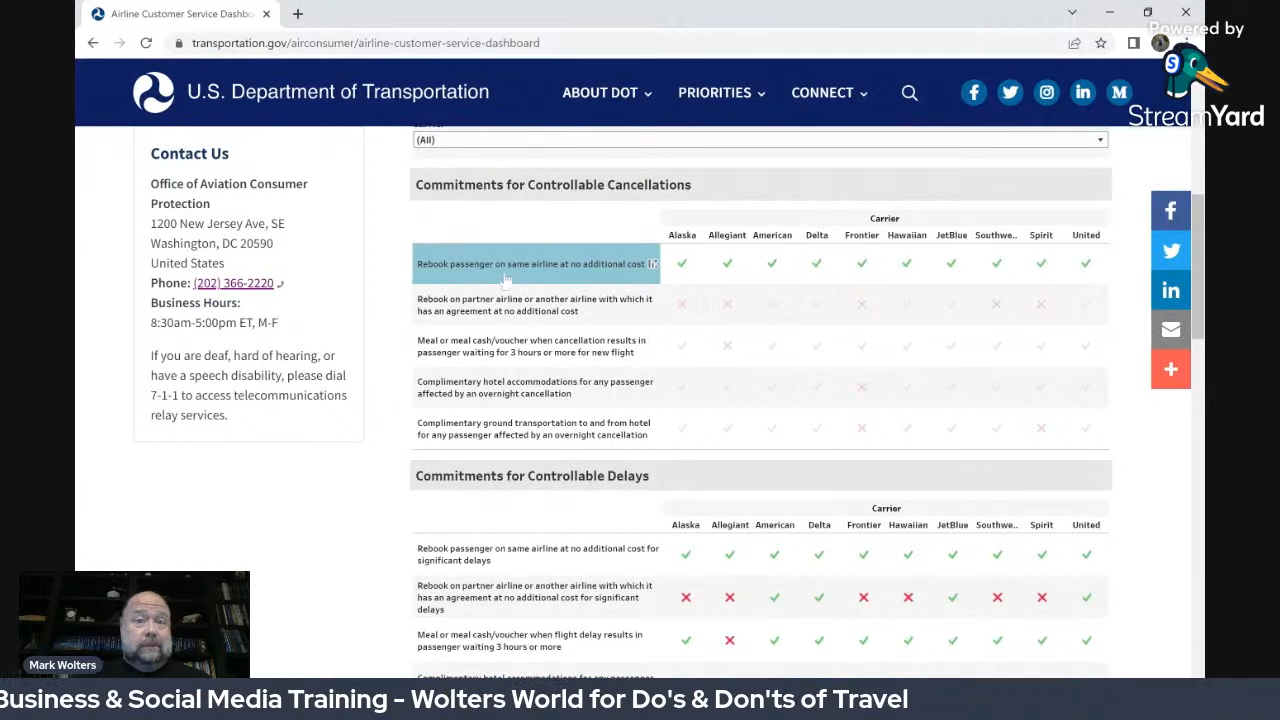 Airline Customer Service Dashbo
transportation.gov/airconsumer/airline-customer-service-dashboard
Powered by
StreamYard
U.S. Department of Transportation
ABOUT DOT
PRIORITIES
CONNECT
(All)
Contact Us
Office of Aviation Consumer
Protection
1200 New Jersey Ave, SE
Washington, DC 20590
United States
Phone: (202) 366-2220
Business Hours:
8:30am-5:00pm ET, M-F
If you are deaf, hard of hearing, or
have a speech disability, please dial
7-1-1 to access telecommunications
relay services.
Commitments for Controllable Cancellations
Carrier
Alaska Allegiant American Delta Frontier Hawaiian JetBlue Southwe.. Spirit United
Rebook passenger on same airline at no additional cost
Rebook on partner airline or another airline with which it
has an agreement at no additional cost
Meal or meal cash/voucher when cancellation results in
passenger waiting for 3 hours or more for new flight
Complimentary hotel accommodations for any passenger
affected by an overnight cancellation
Complimentary ground transportation to and from hotel
for any passenger affected by an overnight cancellation
Commitments for Controllable Delays
Carrier
Alaska Allegiant American Delta Frontier Hawaiian JetBlue Southwe.. Spirit United
Rebook passenger on same airline at no additional cost for
significant delays
Rebook on partner airline or another airline with which it
has an agreement at no additional cost for significant
delays
Meal or meal cash/voucher when flight delay results in
passenger waiting 3 hours or more
Mark Wolters
Business & Social Media Training - Wolters World for Do's & Don'ts of Travel